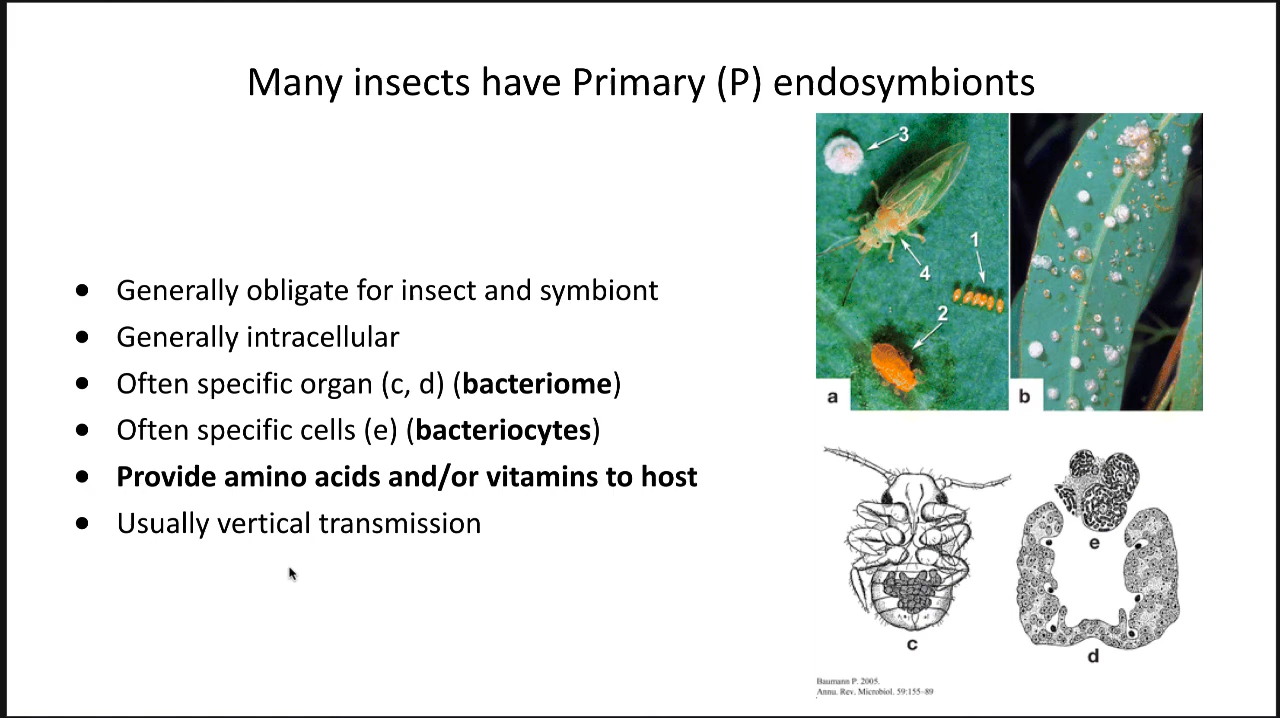 Many insects have Primary (P) endosymbionts
• Generally obligate for insect and symbiont
• Generally intracellular
• Often specific organ (c, d) (bacteriome)
• Often specific cells (e) (bacteriocytes)
• Provide amino acids and/or vitamins to host
• Usually vertical transmission
3
1
4
2
a
b
e
c
d
Baumann P. 2005.
Annu. Rev. Microbiol. 59:155–89